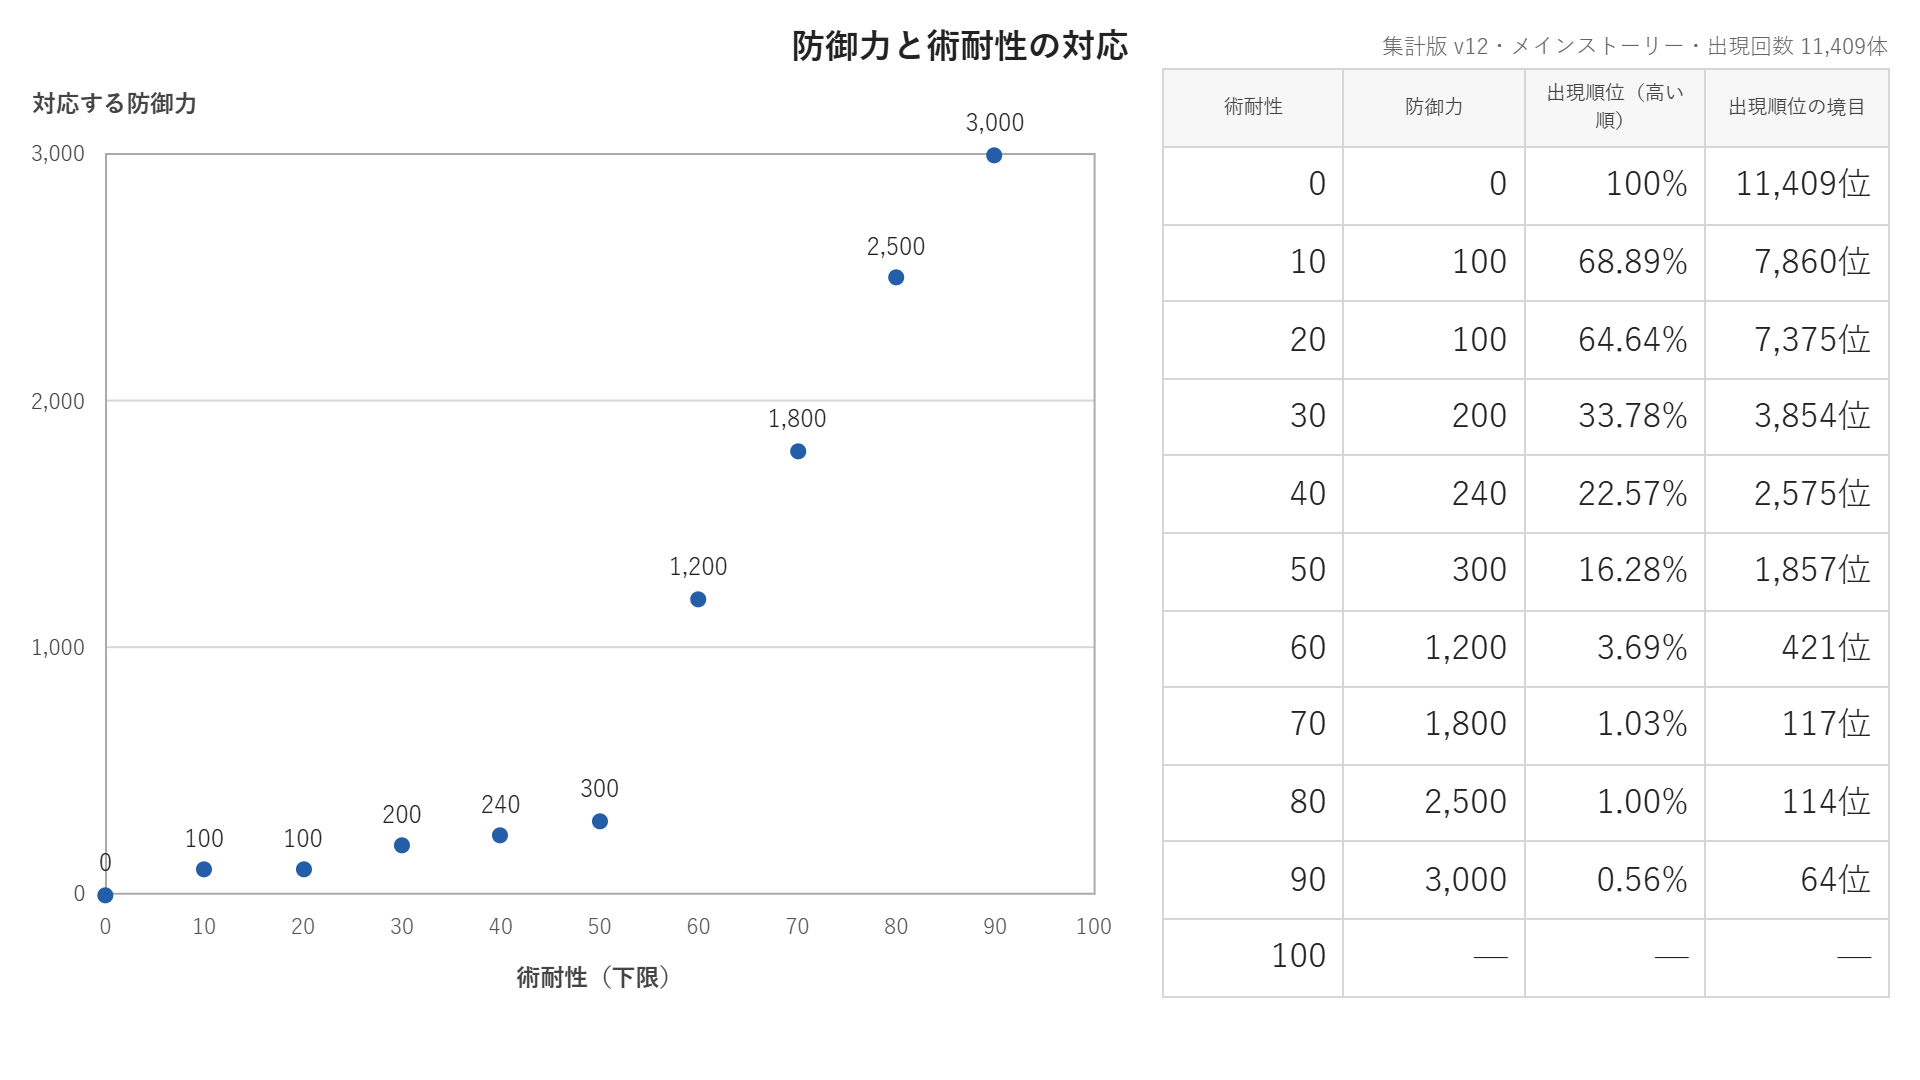 防御力と術耐性の対応
集計版 v12・メインストーリー・出現回数 11,409体
対応する防御力
3,000
2,000
1,000
0
0
100
100
200
240
300
1,200
1,800
2,500
3,000
0 10 20 30 40 50 60 70 80 90 100
術耐性（下限）
術耐性 防御力 出現順位（高い
順） 出現順位の境目
0 0 100% 11,409位
10 100 68.89% 7,860位
20 100 64.64% 7,375位
30 200 33.78% 3,854位
40 240 22.57% 2,575位
50 300 16.28% 1,857位
60 1,200 3.69% 421位
70 1,800 1.03% 117位
80 2,500 1.00% 114位
90 3,000 0.56% 64位
100 — — —